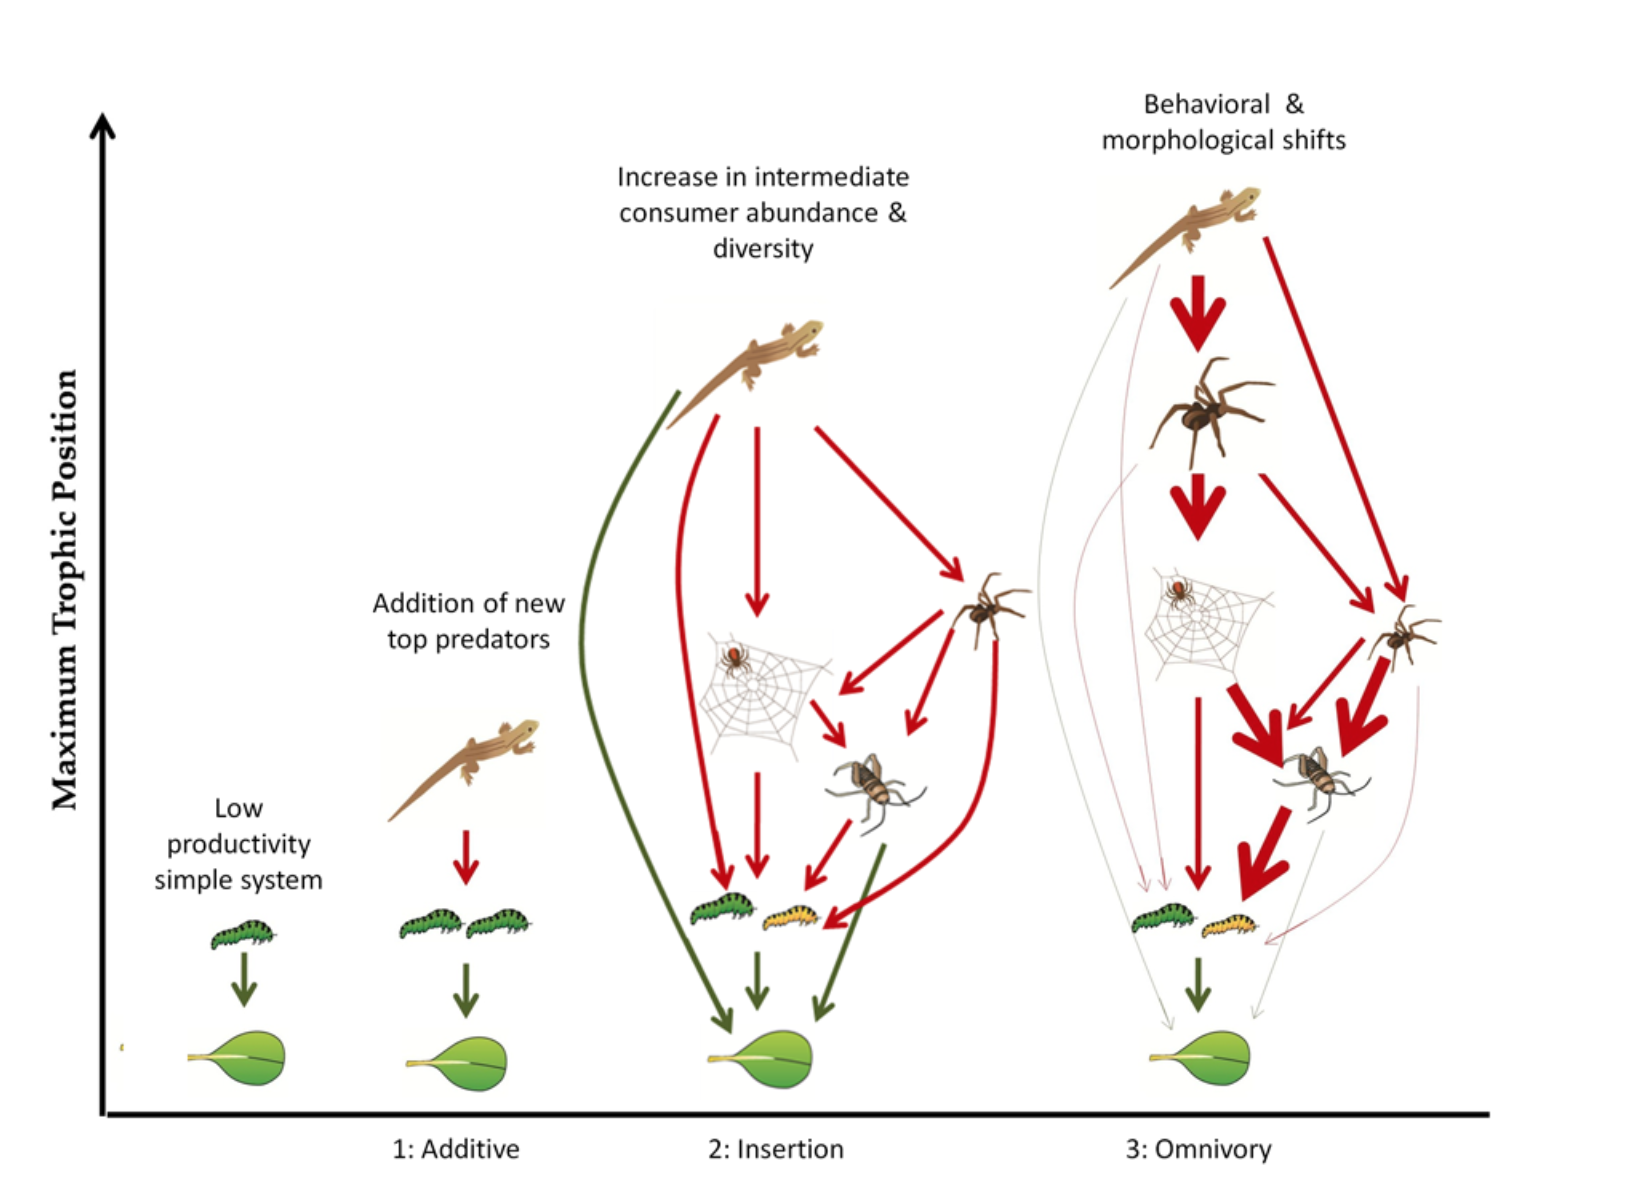 Behavioral &
morphological shifts
Increase in intermediate
consumer abundance &
diversity
Addition of new
top predators
Low
productivity
simple system
Maximum Trophic Position
1: Additive
2: Insertion
3: Omnivory